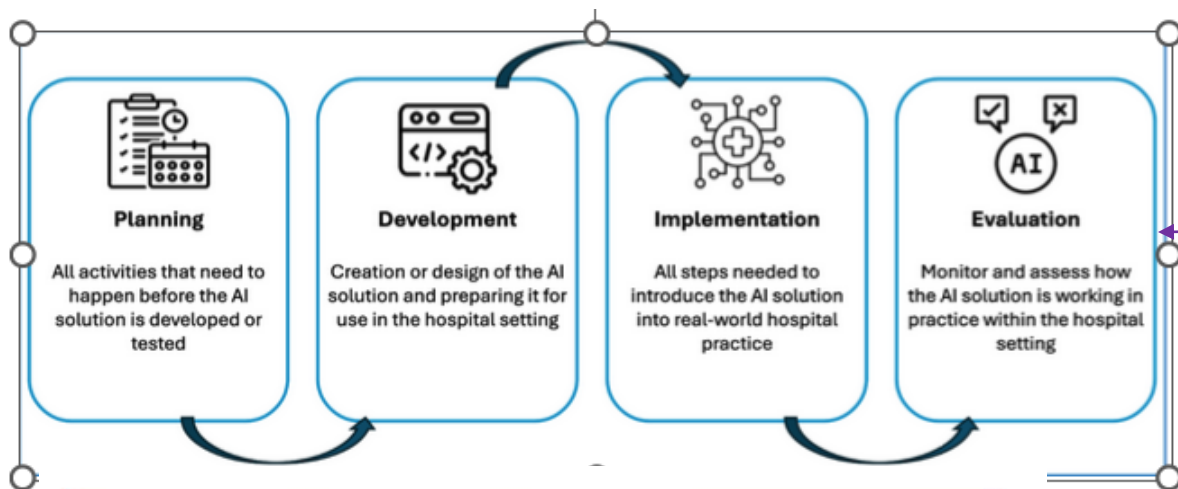 Planning
All activities that need to
happen before the AI
solution is developed or
tested
</>
Development
Creation or design of the AI
solution and preparing it for
use in the hospital setting
Implementation
All steps needed to
introduce the AI solution
into real-world hospital
practice
AI
Evaluation
Monitor and assess how
the AI solution is working in
practice within the hospital
setting